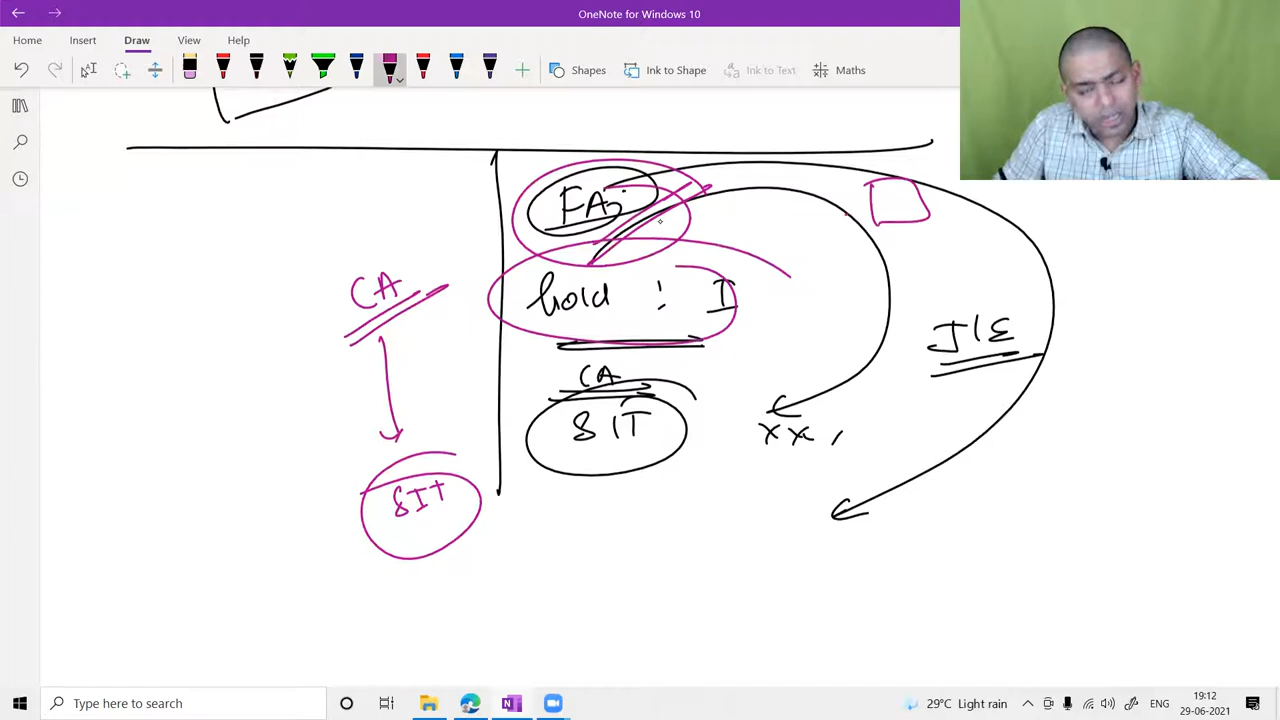 OneNote for Windows 10
Home Insert Draw View Help
Shapes Ink to Shape Ink to Text Maths
FA
hold : I
CA
CA
SIT
XX
SIT
Type here to search
29°C Light rain
ENG
19:12
29-06-2021